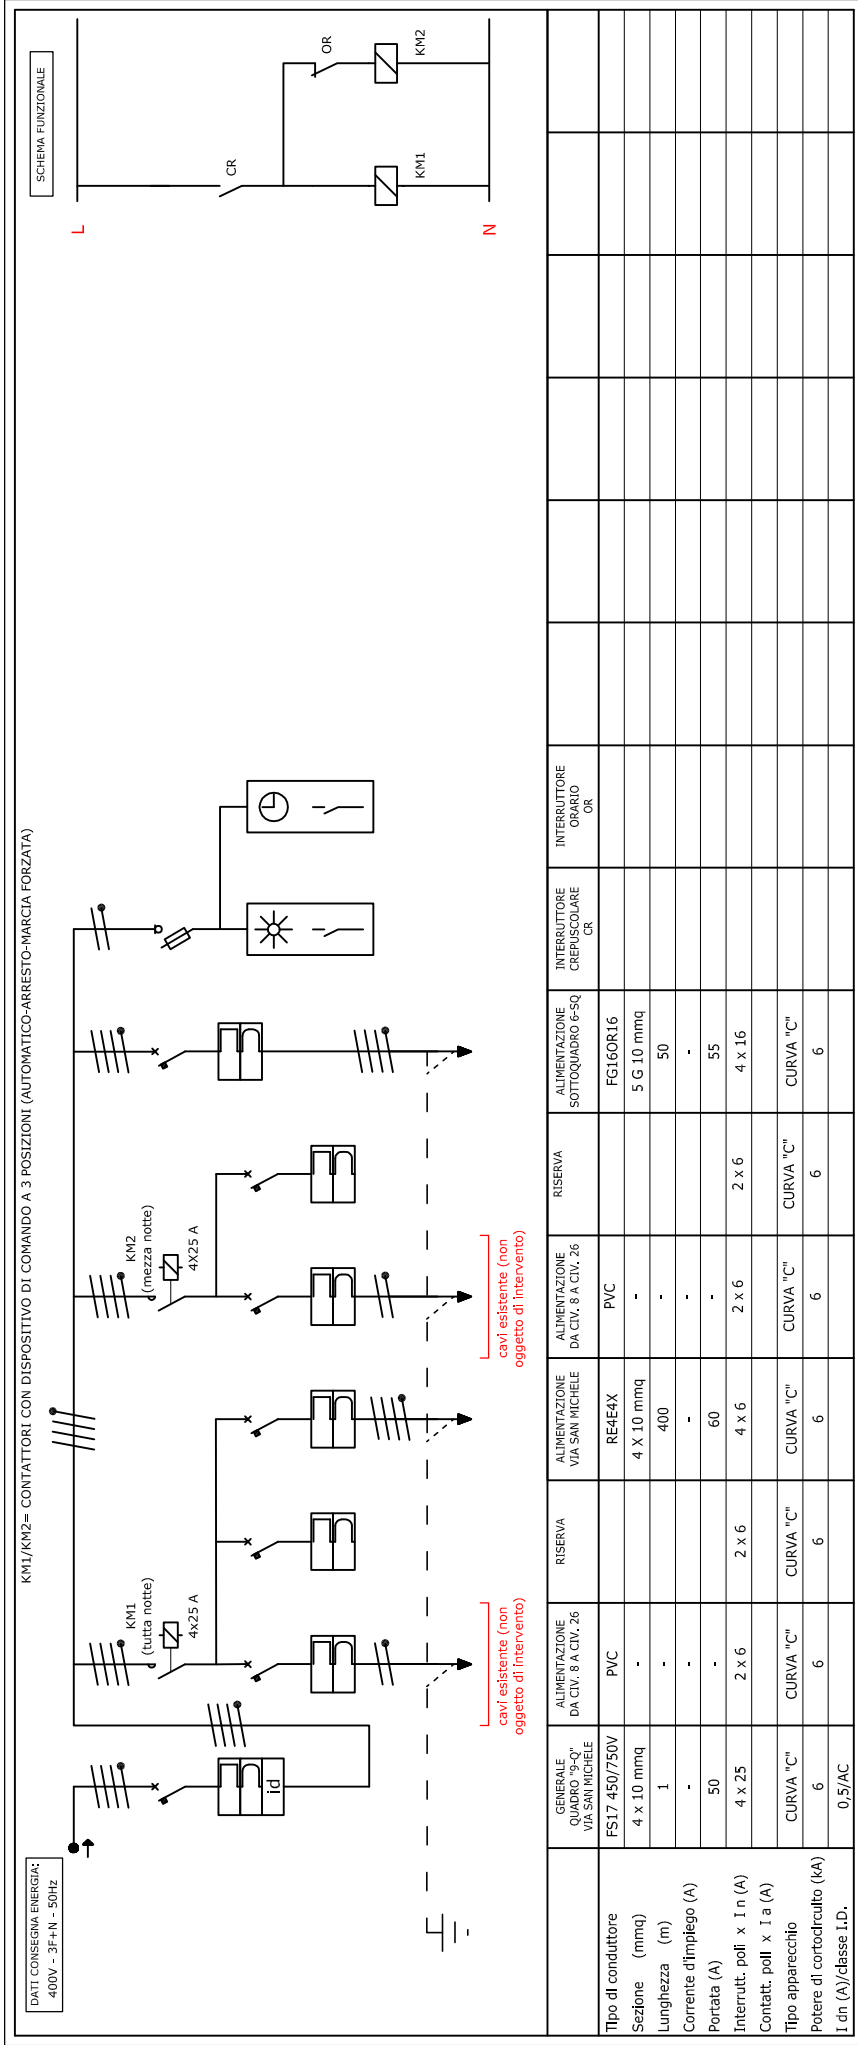 DATI CONSEGNA ENERGIA:
400V - 3F+N - 50Hz
KM1/KM2= CONTATTORI CON DISPOSITIVO DI COMANDO A 3 POSIZIONI (AUTOMATICO-ARRESTO-MARCIA FORZATA)
SCHEMA FUNZIONALE
L
CR
OR
KM1
KM2
N
id
KM1
(tutta notte)
4x25 A
KM2
(mezza notte)
4X25 A
cavi esistente (non
oggetto di intervento)
cavi esistente (non
oggetto di intervento)
GENERALE
QUADRO "9-Q"
VIA SAN MICHELE
ALIMENTAZIONE
DA CIV. 8 A CIV. 26
RISERVA
ALIMENTAZIONE
VIA SAN MICHELE
ALIMENTAZIONE
DA CIV. 8 A CIV. 26
RISERVA
ALIMENTAZIONE
SOTTOQUADRO 6-SQ
INTERRUTTORE
CREPUSCOLARE
CR
INTERRUTTORE
ORARIO
OR
Tipo di conduttore FS17 450/750V PVC RE4E4X PVC FG16OR16
Sezione (mmq) 4 x 10 mmq - 4 X 10 mmq - 5 G 10 mmq
Lunghezza (m) 1 - 400 - 50
Corrente d'impiego (A) - - - - -
Portata (A) 50 - 60 - 55
Interrutt. poli x I n (A) 4 x 25 2 x 6 2 x 6 4 x 6 2 x 6 2 x 6 4 x 16
Contatt. poli x I a (A)
Tipo apparecchio CURVA "C" CURVA "C" CURVA "C" CURVA "C" CURVA "C" CURVA "C" CURVA "C"
Potere di cortocircuito (kA) 6 6 6 6 6 6 6
I dn (A)/classe I.D. 0,5/AC